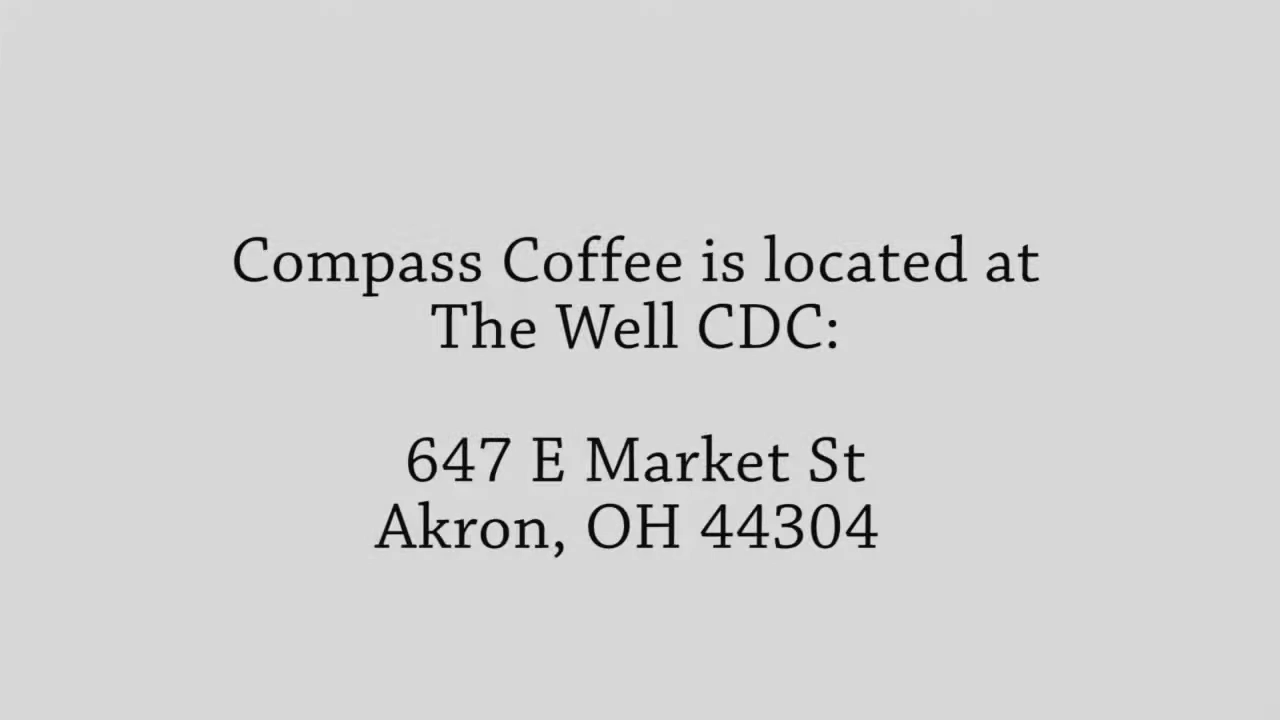 Compass Coffee is located at
The Well CDC:
647 E Market St
Akron, OH 44304